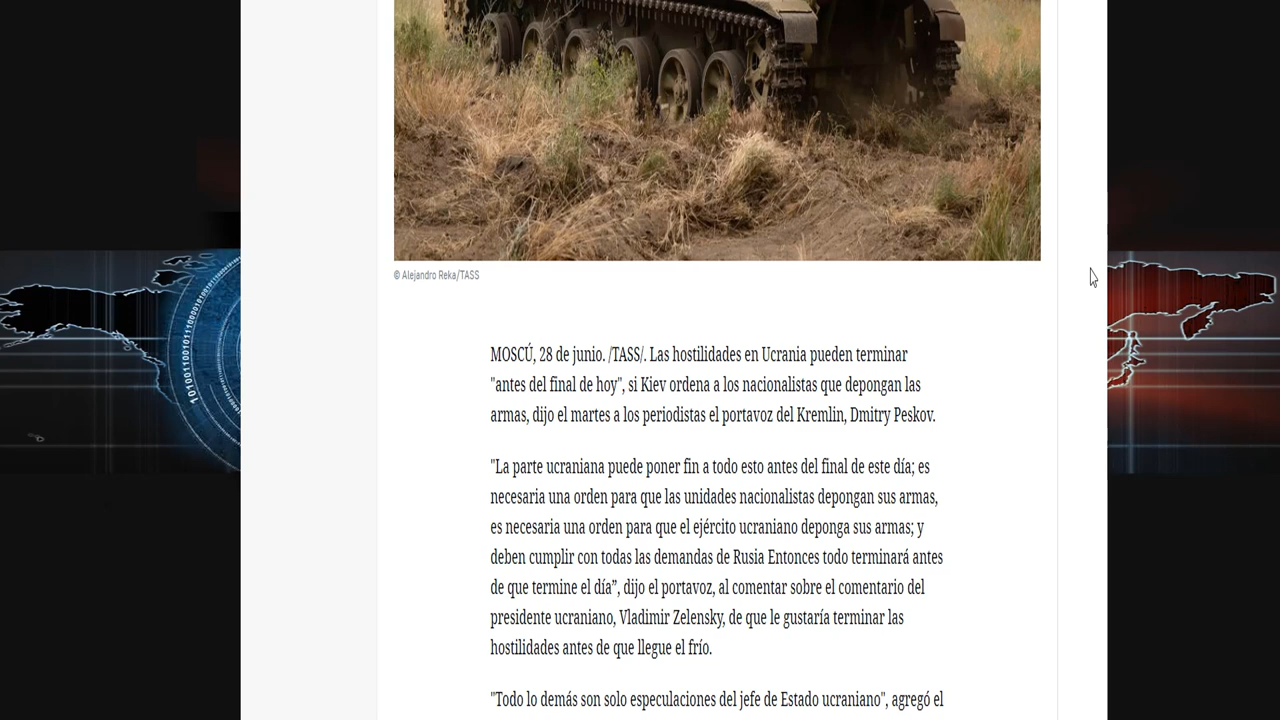 © Alejandro Reka/TASS
MOSCÚ, 28 de junio. /TASS/. Las hostilidades en Ucrania pueden terminar
"antes del final de hoy", si Kiev ordena a los nacionalistas que depongan las
armas, dijo el martes a los periodistas el portavoz del Kremlin, Dmitry Peskov.
"La parte ucraniana puede poner fin a todo esto antes del final de este día; es
necesaria una orden para que las unidades nacionalistas depongan sus armas,
es necesaria una orden para que el ejército ucraniano deponga sus armas; y
deben cumplir con todas las demandas de Rusia Entonces todo terminará antes
de que termine el día”, dijo el portavoz, al comentar sobre el comentario del
presidente ucraniano, Vladimir Zelensky, de que le gustaría terminar las
hostilidades antes de que llegue el frío.
"Todo lo demás son solo especulaciones del jefe de Estado ucraniano", agregó el